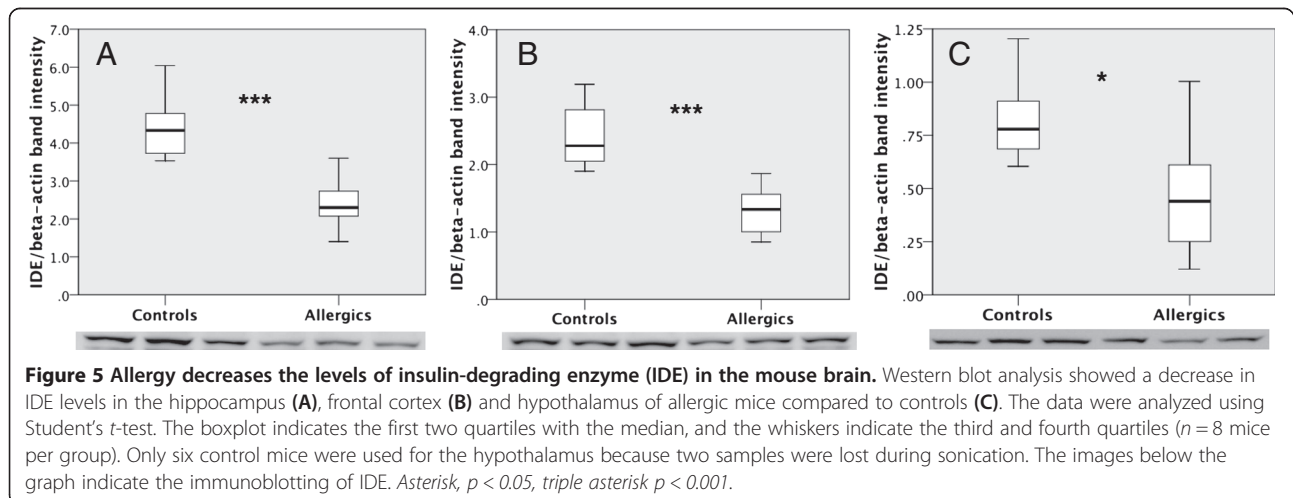 A
7.0
6.0
5.0
4.0
3.0
2.0
1.0
.0
IDE/beta-actin band intensity
***
Controls Allergics
B
4.0
3.0
2.0
1.0
.0
IDE/beta-actin band intensity
***
Controls Allergics
C
1.25
1.00
.75
.50
.25
.00
IDE/beta-actin band intensity
*
Controls Allergics
Figure 5 Allergy decreases the levels of insulin-degrading enzyme (IDE) in the mouse brain. Western blot analysis showed a decrease in
IDE levels in the hippocampus (A), frontal cortex (B) and hypothalamus of allergic mice compared to controls (C). The data were analyzed using
Student's t-test. The boxplot indicates the first two quartiles with the median, and the whiskers indicate the third and fourth quartiles (n = 8 mice
per group). Only six control mice were used for the hypothalamus because two samples were lost during sonication. The images below the
graph indicate the immunoblotting of IDE. Asterisk, p < 0.05, triple asterisk p < 0.001.